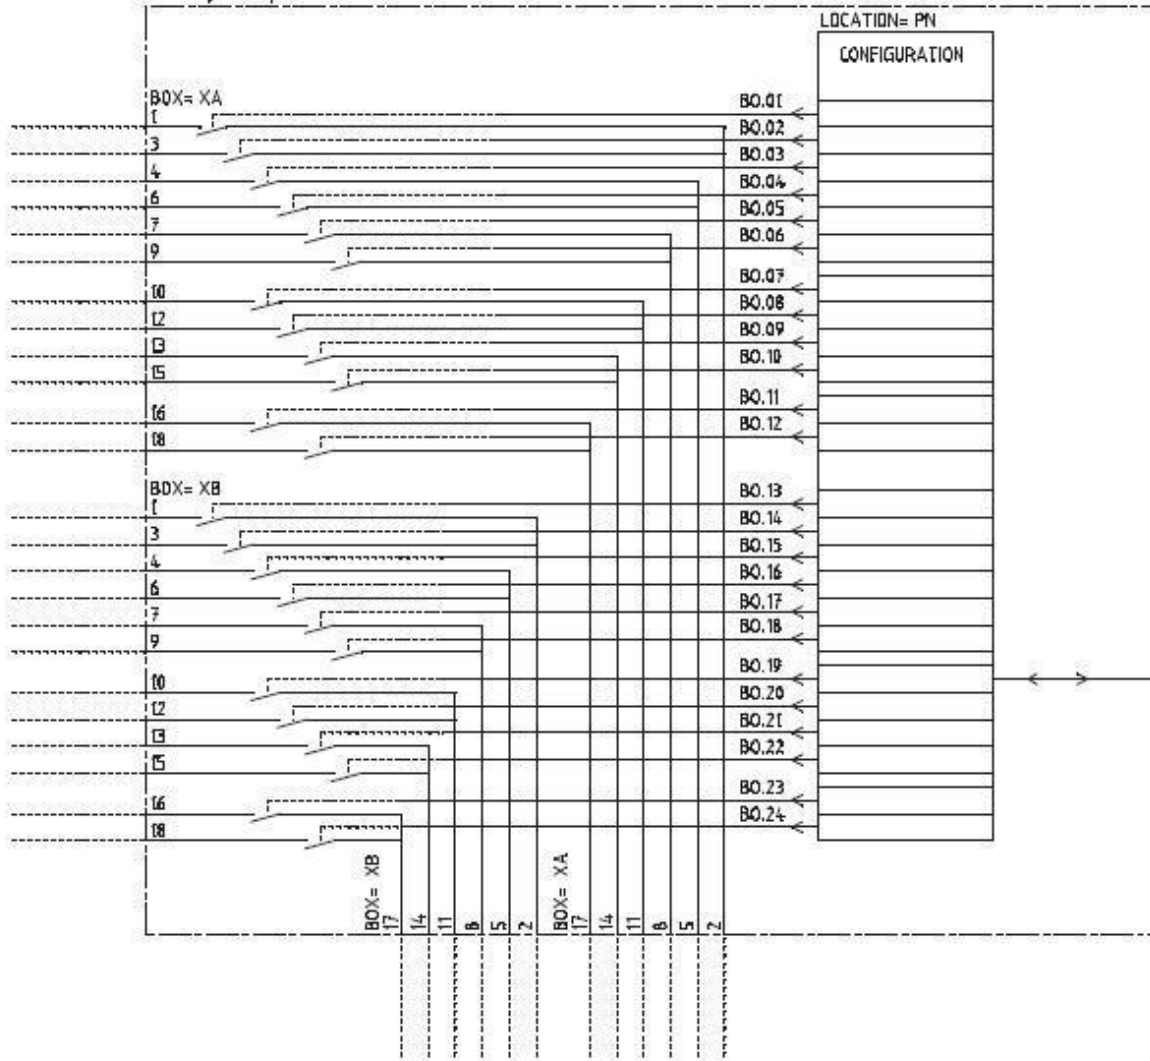 LOCATION= PN
CONFIGURATION
BOX= XA
1
3
4
6
7
9
10
12
13
15
16
18
BO.01
BO.02
BO.03
BO.04
BO.05
BO.06
BO.07
BO.08
BO.09
BO.10
BO.11
BO.12
BOX= XB
1
3
4
6
7
9
10
12
13
15
16
18
BO.13
BO.14
BO.15
BO.16
BO.17
BO.18
BO.19
BO.20
BO.21
BO.22
BO.23
BO.24
BOX= XB
17
14
11
8
5
2
BOX= XA
17
14
11
8
5
2